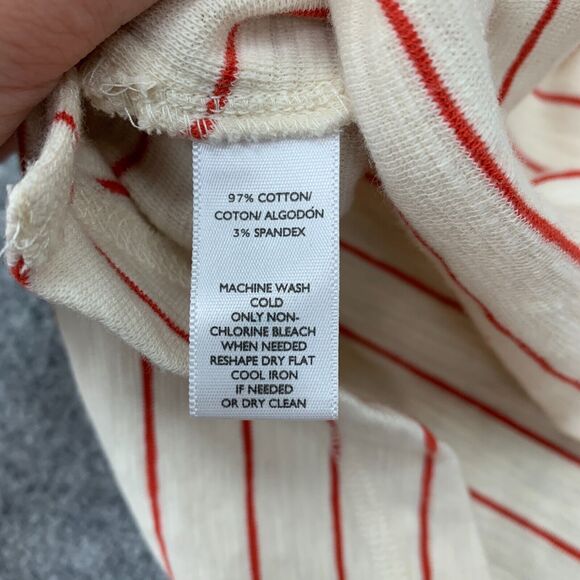 97% COTTON/
COTON/ ALGODÓN
3% SPANDEX
MACHINE WASH
COLD
ONLY NON-
CHLORINE BLEACH
WHEN NEEDED
RESHAPE DRY FLAT
COOL IRON
IF NEEDED
OR DRY CLEAN